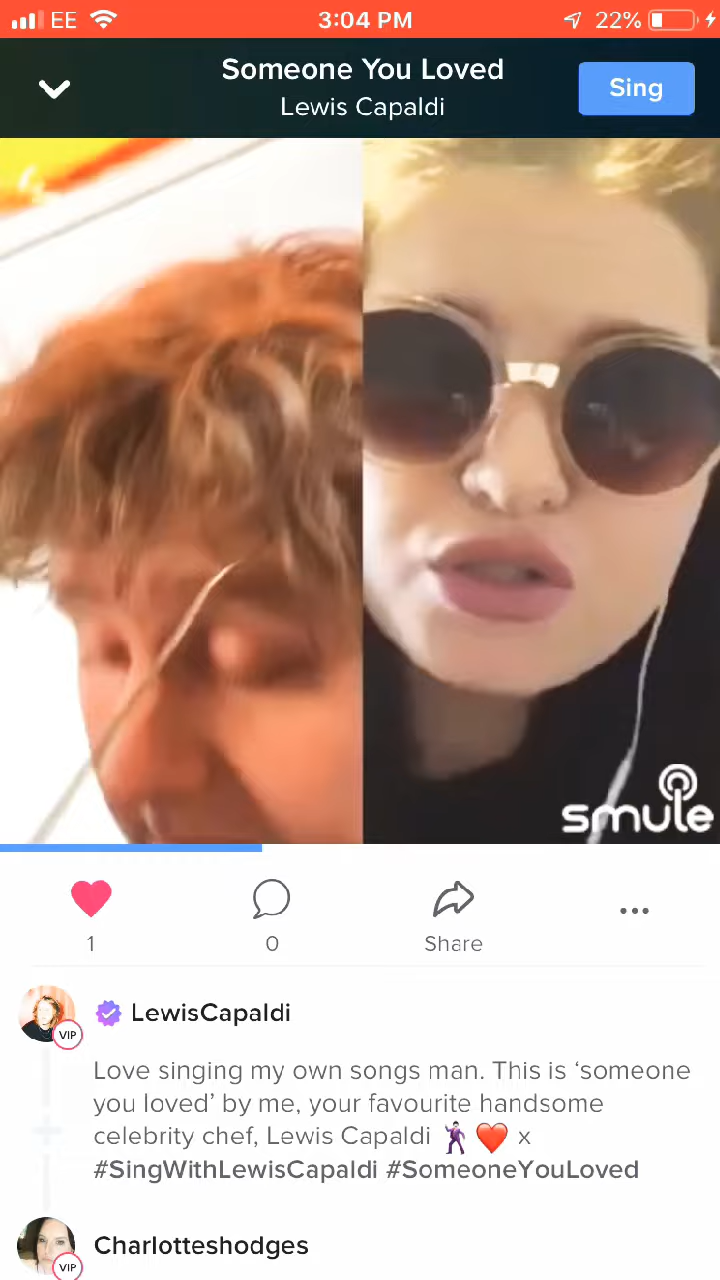 EE 3:04 PM 22%
Someone You Loved
Lewis Capaldi
Sing
smule
1 0 Share
LewisCapaldi
VIP
Love singing my own songs man. This is ‘someone
you loved’ by me, your favourite handsome
celebrity chef, Lewis Capaldi 🕺 ❤️ x
#SingWithLewisCapaldi #SomeoneYouLoved
Charlotteshodges
VIP